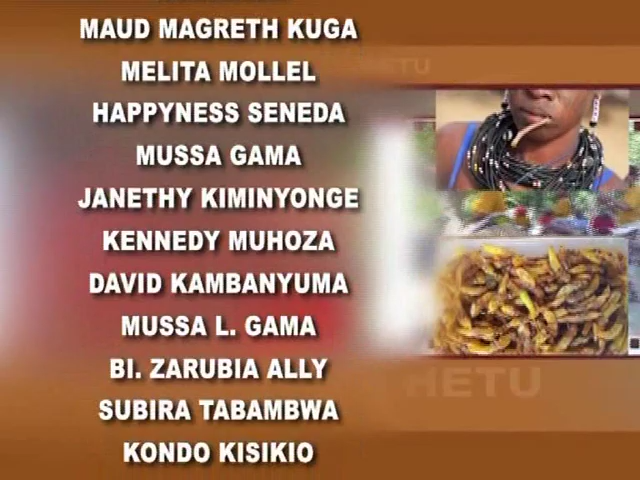 MAUD MAGRETH KUGA
MELITA MOLLEL
HAPPYNESS SENEDA
MUSSA GAMA
JANETHY KIMINYONGE
KENNEDY MUHOZA
DAVID KAMBANYUMA
MUSSA L. GAMA
BI. ZARUBIA ALLY
SUBIRA TABAMBWA
KONDO KISIKIO
HETU